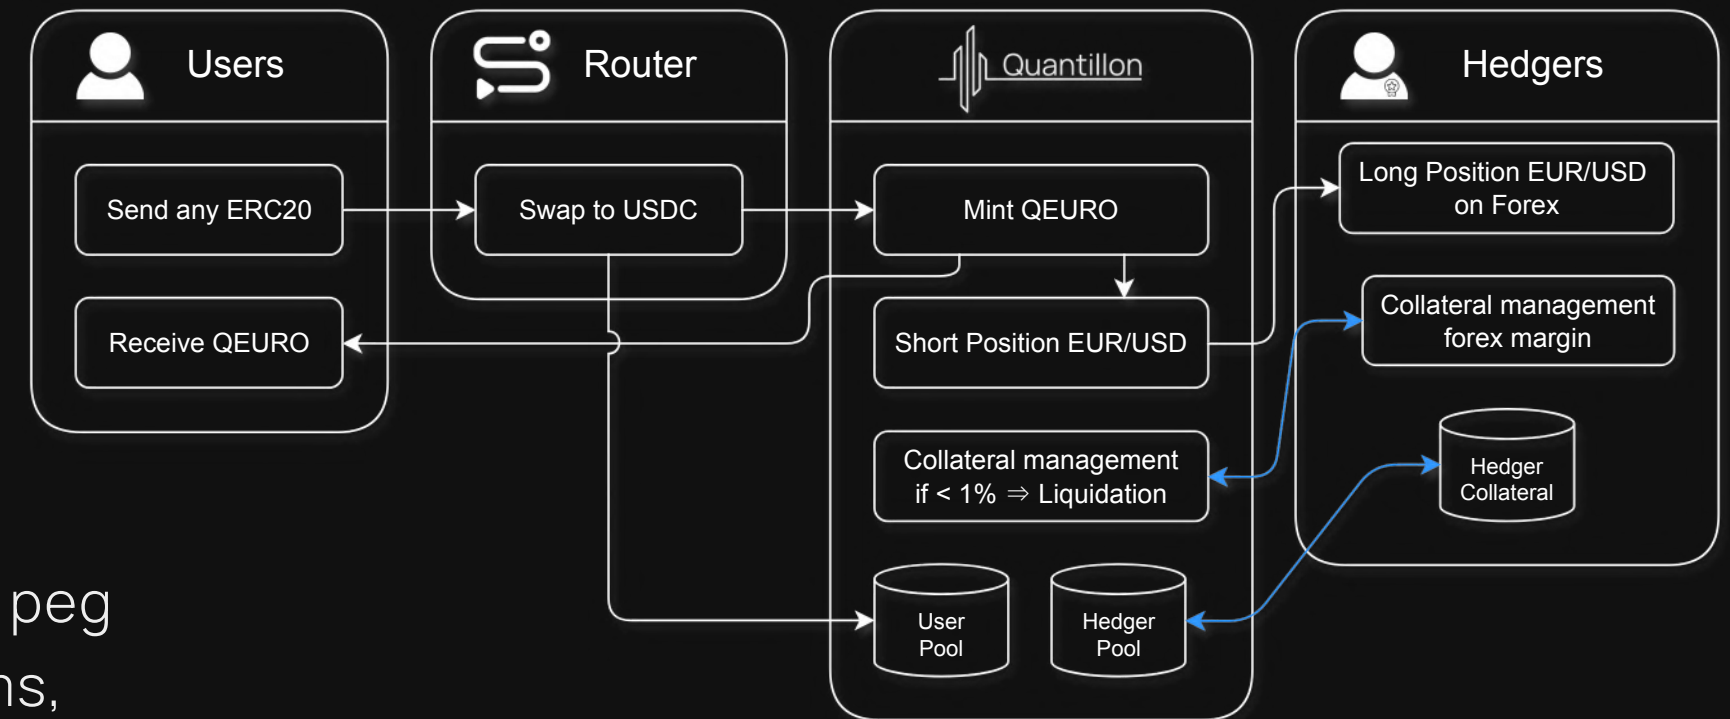 Users
Router
Quantillon
Hedgers
Send any ERC20
Swap to USDC
Mint QEURO
Long Position EUR/USD
on Forex
Receive QEURO
Short Position EUR/USD
Collateral management
forex margin
Collateral management
if < 1% ⇒ Liquidation
Hedger
Collateral
User
Pool
Hedger
Pool
peg
ns,